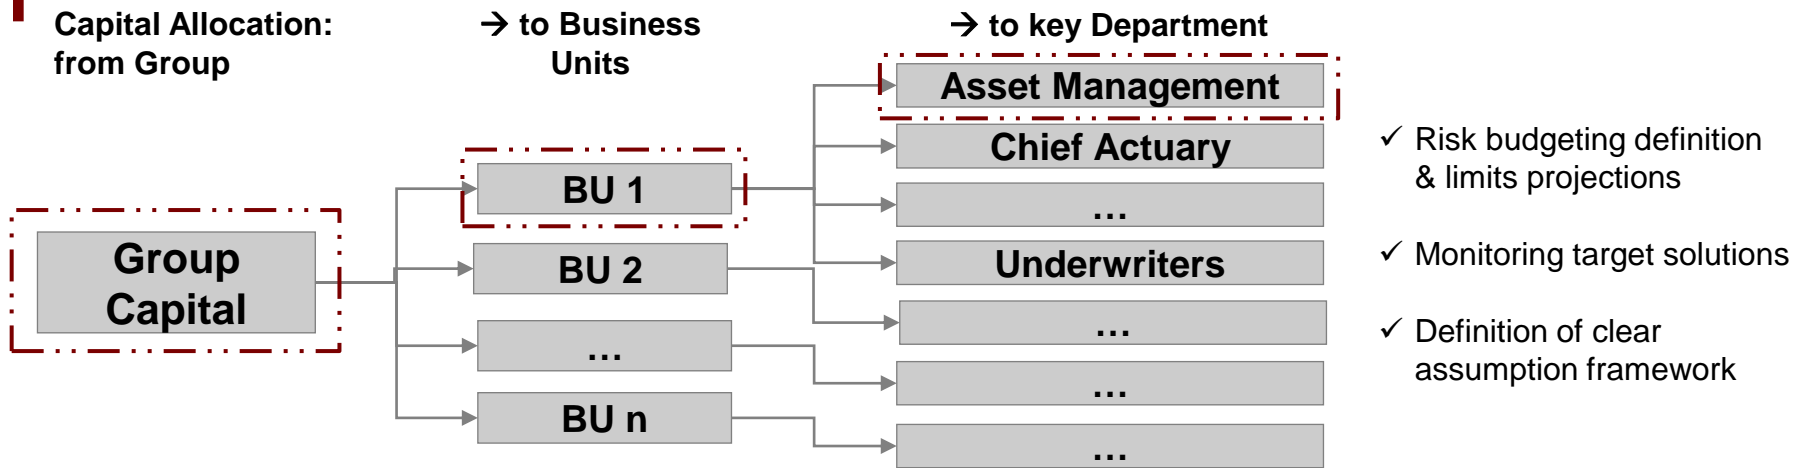 Capital Allocation:
from Group
→ to Business
Units
→ to key Department
Group
Capital
BU 1
BU 2
…
BU n
Asset Management
Chief Actuary
…
Underwriters
…
…
…
✓ Risk budgeting definition
& limits projections
✓ Monitoring target solutions
✓ Definition of clear
assumption framework